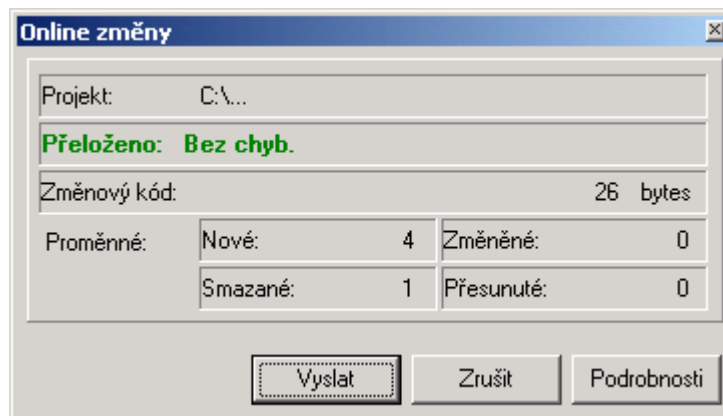 Online změny
Projekt: C:\...
Přeloženo: Bez chyb.
Změnový kód: 26 bytes
Proměnné: Nové: 4 Změněné: 0
Smazané: 1 Přesunuté: 0
Vyslat Zrušit Podrobnosti